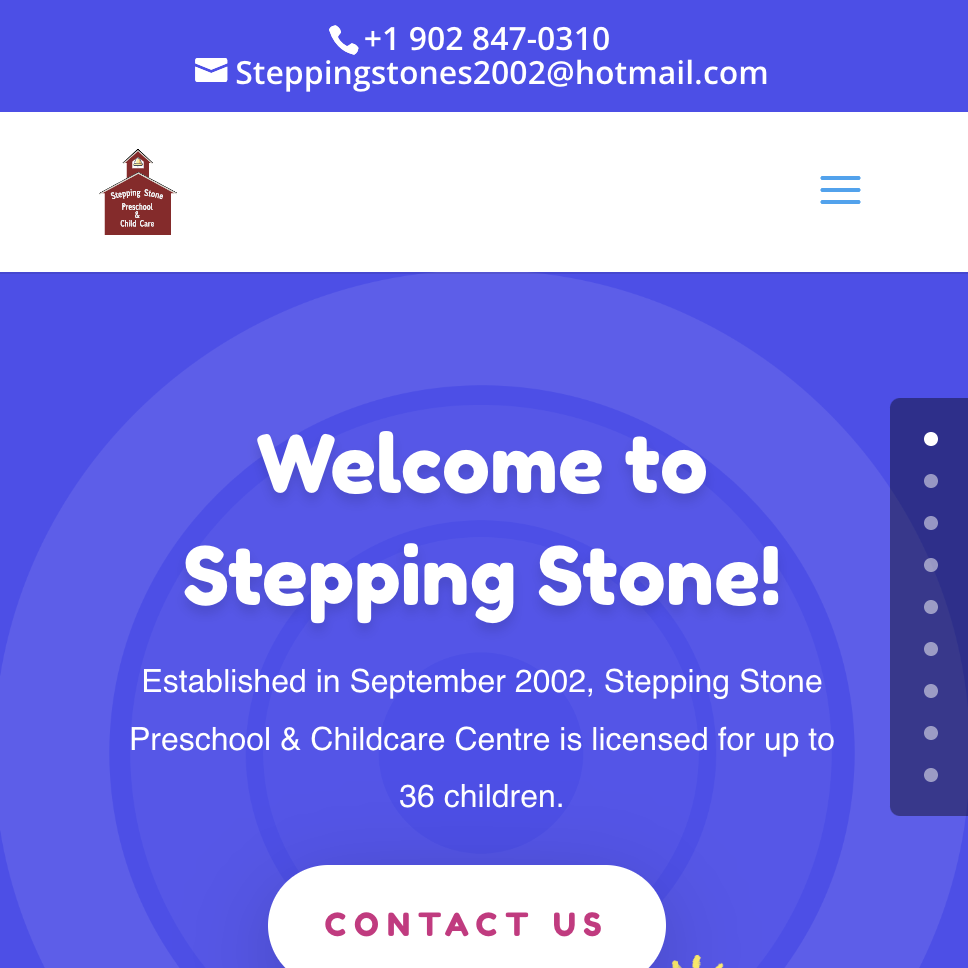 +1 902 847-0310
Steppingstones2002@hotmail.com
Stepping Stone
Preschool
&
Child Care
Welcome to
Stepping Stone!
Established in September 2002, Stepping Stone
Preschool & Childcare Centre is licensed for up to
36 children.
CONTACT US